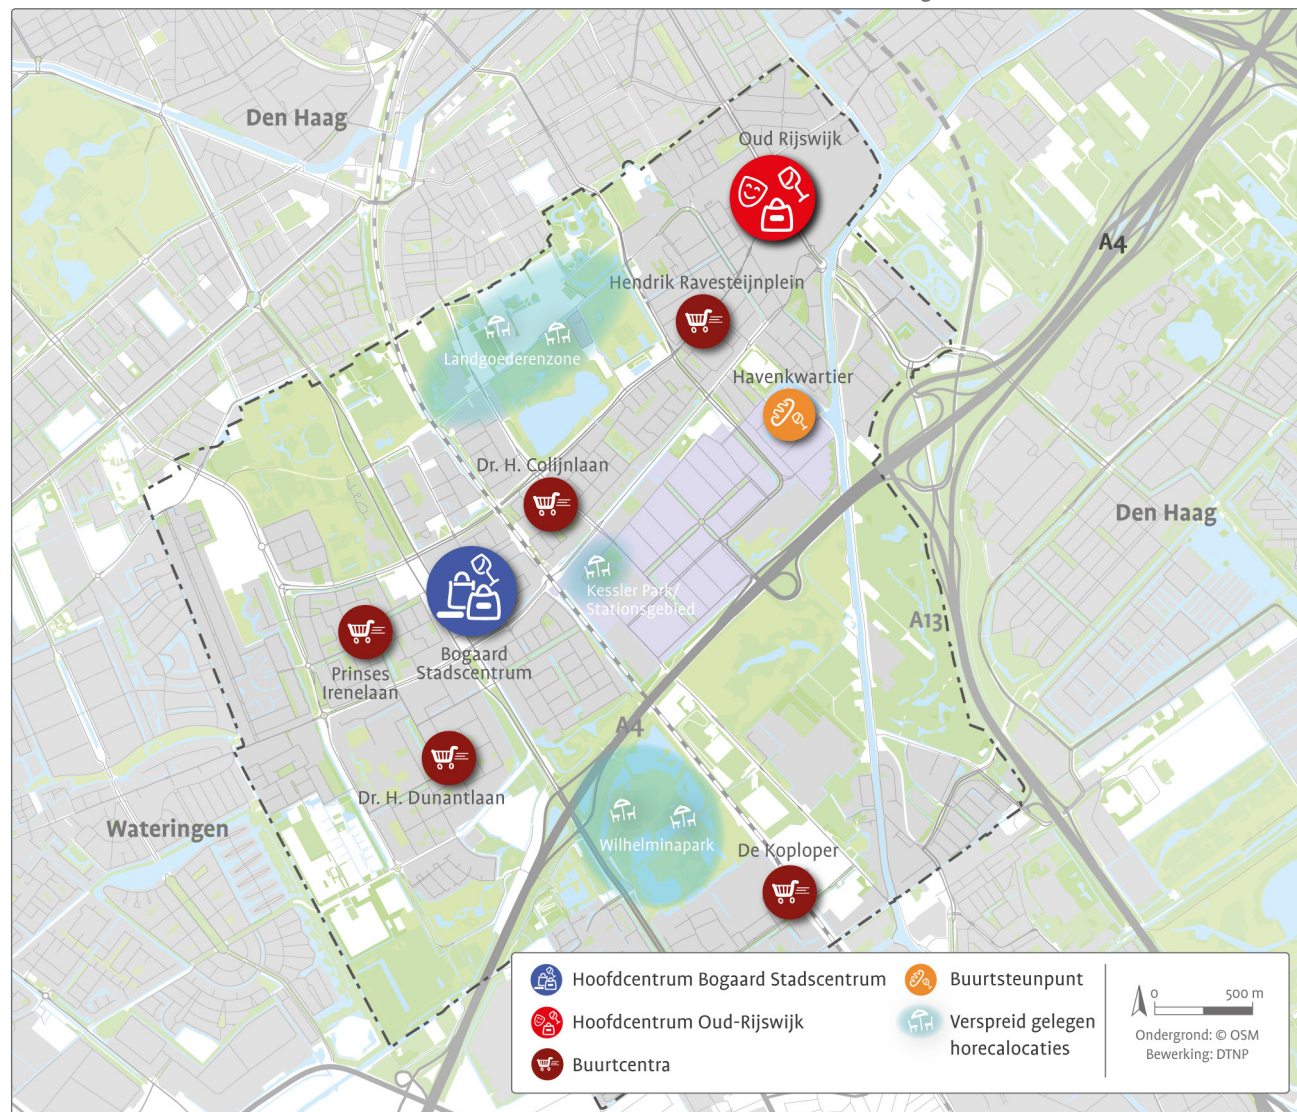 Den Haag
Oud Rijswijk
A4
Hendrik Ravesteijnplein
Landgoederenzone
Havenkwartier
Dr. H. Colijnlaan
Den Haag
Kessler Park/
Stationsgebied
A13
Prinses
Irenelaan
Bogaard
Stadscentrum
A4
Dr. H. Dunantlaan
Wateringen
Wilhelminapark
De Koploper
Hoofdcentrum Bogaard Stadscentrum
Hoofdcentrum Oud-Rijswijk
Buurtcentra
Buurtsteunpunt
Verspreid gelegen
horecalocaties
0 500 m
Ondergrond: © OSM
Bewerking: DTNP